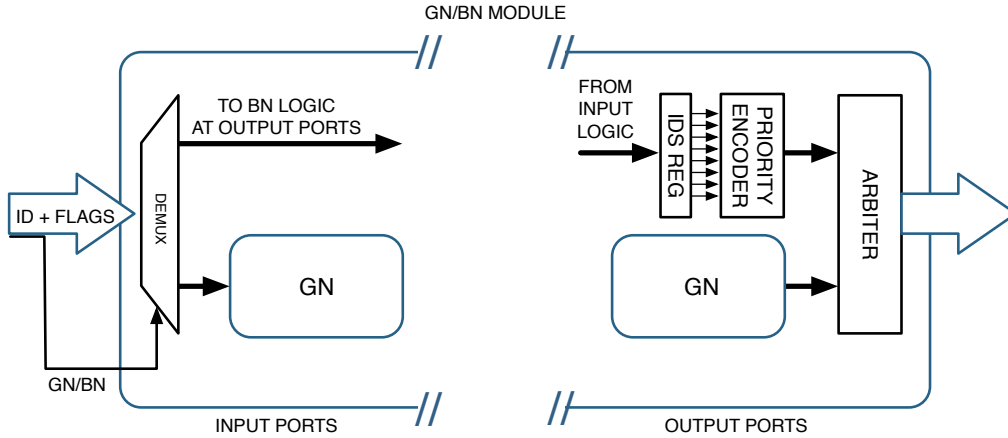 GN/BN MODULE
TO BN LOGIC
AT OUTPUT PORTS
ID + FLAGS
DEMUX
GN
GN/BN
INPUT PORTS
FROM
INPUT
LOGIC
IDS REG
PRIORITY
ENCODER
ARBITER
GN
OUTPUT PORTS